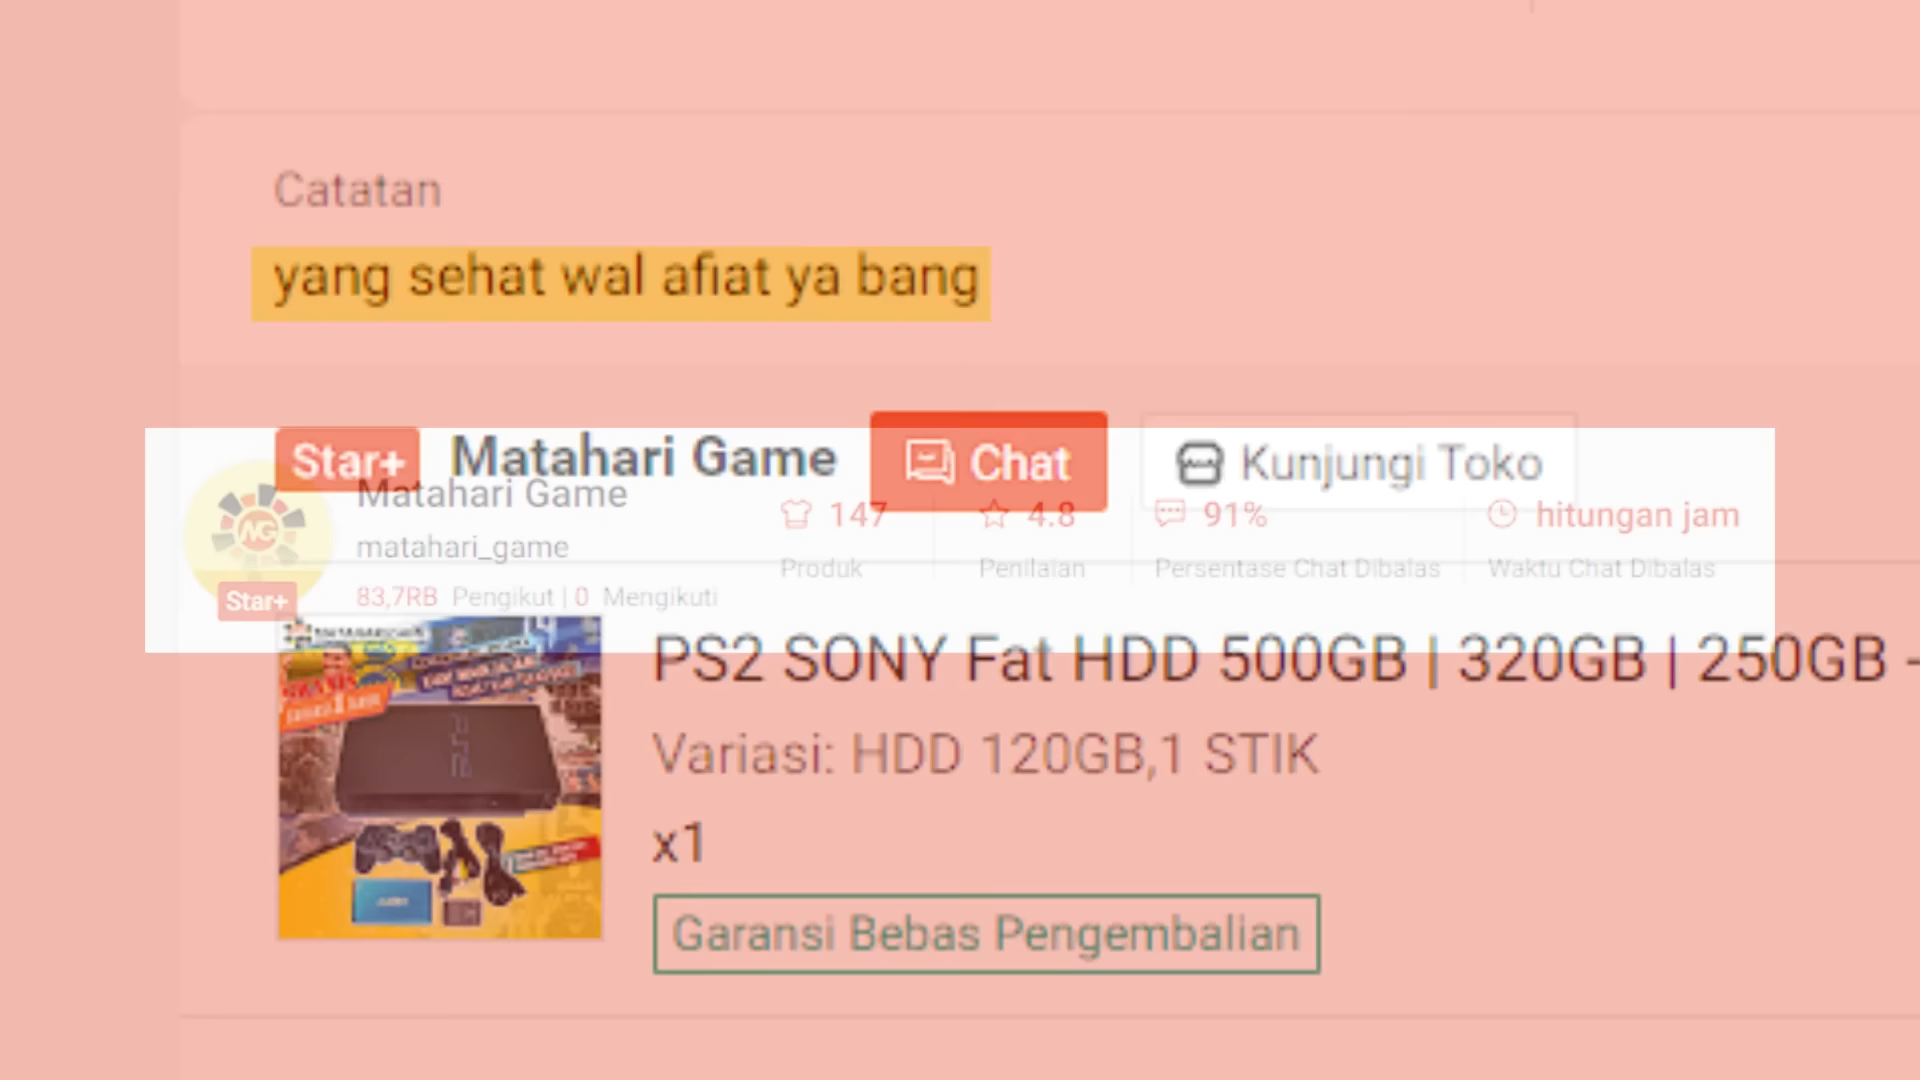 Catatan
yang sehat wal afiat ya bang
Star+ Matahari Game Chat Kunjungi Toko
Matahari Game
matahari_game
83,7RB Pengikut | 0 Mengikuti
Star+
147 Produk
4.8 Penilaian
91% Persentase Chat Dibalas
hitungan jam Waktu Chat Dibalas
PS2 SONY Fat HDD 500GB | 320GB | 250GB -
Variasi: HDD 120GB,1 STIK
x1
Garansi Bebas Pengembalian